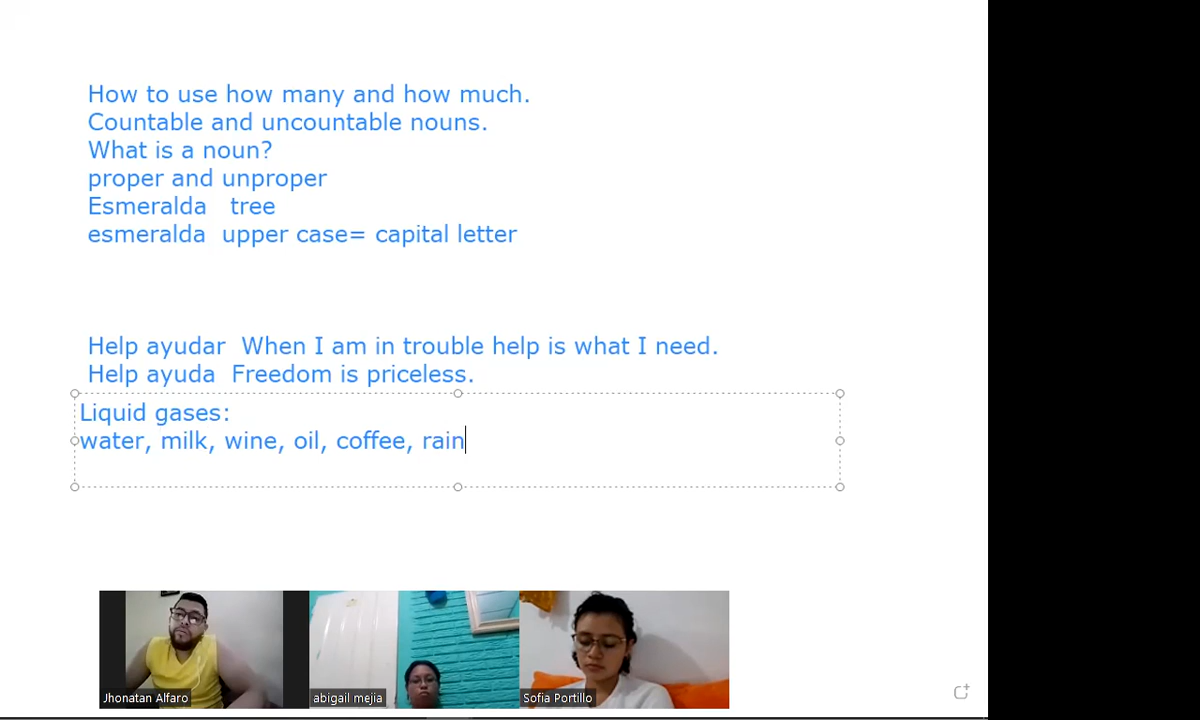 How to use how many and how much.
Countable and uncountable nouns.
What is a noun?
proper and unproper
Esmeralda tree
esmeralda upper case= capital letter
Help ayudar When I am in trouble help is what I need.
Help ayuda Freedom is priceless.
Liquid gases:
water, milk, wine, oil, coffee, rain
Jhonatan Alfaro
abigail mejia
Sofia Portillo